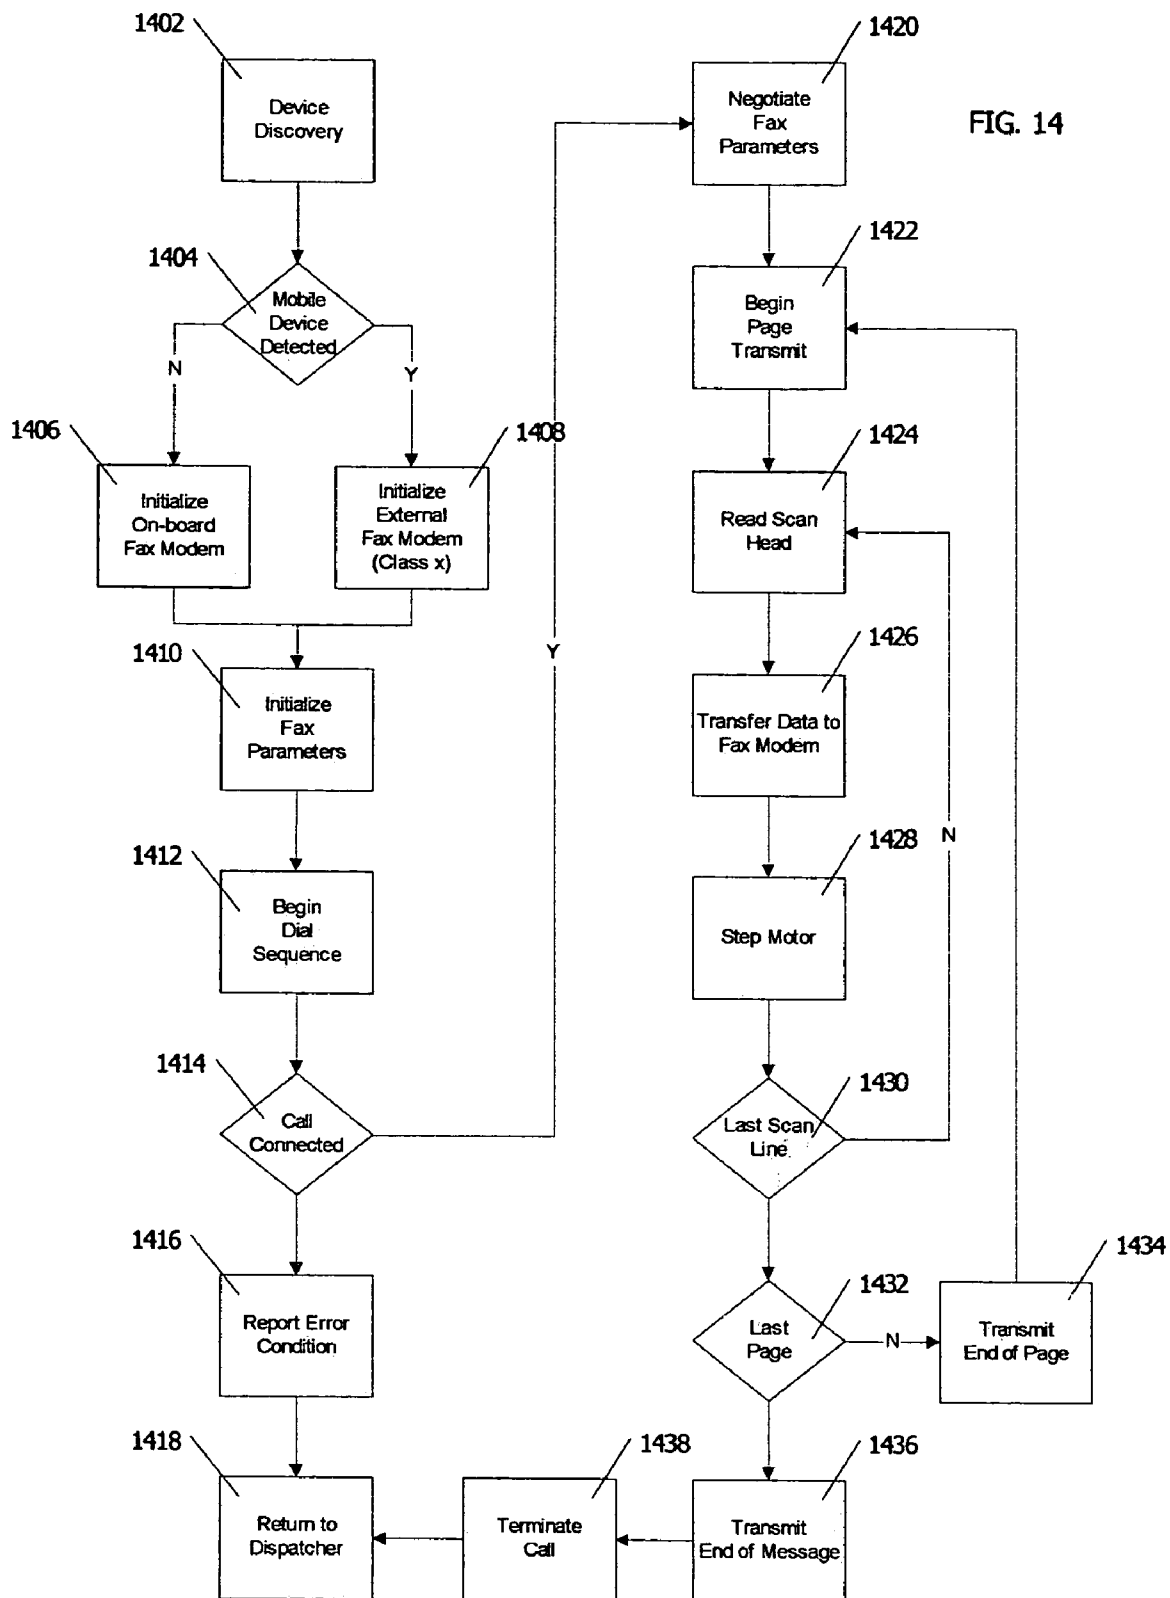 1402
Device
Discovery
1404
Mobile
Device
Detected
N
Y
1406
Initialize
On-board
Fax Modem
1408
Initialize
External
Fax Modem
(Class x)
1410
Initialize
Fax
Parameters
1412
Begin
Dial
Sequence
1414
Call
Connected
Y
1416
Report Error
Condition
1418
Return to
Dispatcher
1420
Negotiate
Fax
Parameters
FIG. 14
1422
Begin
Page
Transmit
1424
Read Scan
Head
1426
Transfer Data to
Fax Modem
1428
Step Motor
N
1430
Last Scan
Line
1432
Last
Page
N
1434
Transmit
End of Page
1436
Transmit
End of Message
1438
Terminate
Call